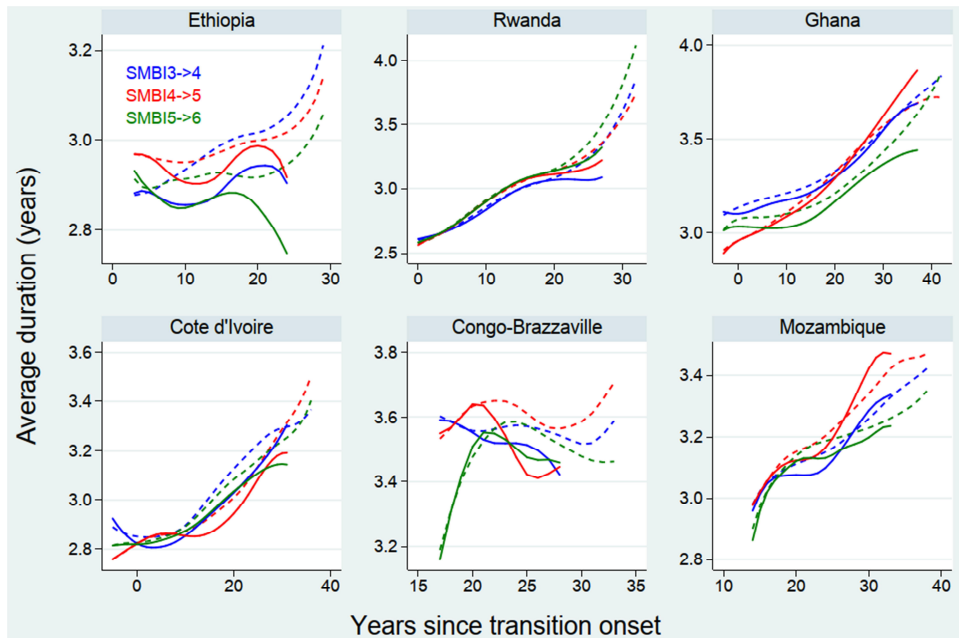 Ethiopia Rwanda Ghana
3.2 4.0 4.0
SMBI3->4
SMBI4->5
SMBI5->6
3.0 3.5 3.5
2.8 3.0 3.0
2.5
0 10 20 30 0 10 20 30 0 10 20 30 40
Cote d'Ivoire Congo-Brazzaville Mozambique
3.6 3.8
3.4 3.6 3.4
3.2 3.2
3.0 3.4 3.0
2.8 3.2 2.8
0 20 40 15 20 25 30 35 10 20 30 40
Average duration (years)
Years since transition onset